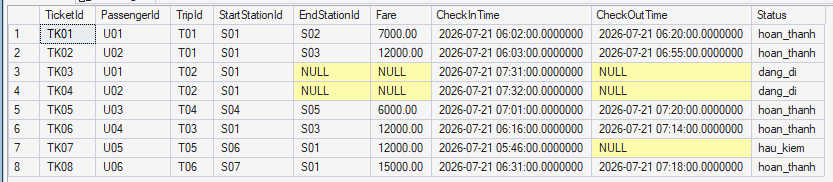 TicketId PassengerId TripId StartStationId EndStationId Fare CheckInTime CheckOutTime Status
1 TK01 U01 T01 S01 S02 7000.00 2026-07-21 06:02:00.0000000 2026-07-21 06:20:00.0000000 hoan_thanh
2 TK02 U02 T01 S01 S03 12000.00 2026-07-21 06:03:00.0000000 2026-07-21 06:55:00.0000000 hoan_thanh
3 TK03 U01 T02 S01 NULL NULL 2026-07-21 07:31:00.0000000 NULL dang_di
4 TK04 U02 T02 S01 NULL NULL 2026-07-21 07:32:00.0000000 NULL dang_di
5 TK05 U03 T04 S04 S05 6000.00 2026-07-21 07:01:00.0000000 2026-07-21 07:20:00.0000000 hoan_thanh
6 TK06 U04 T03 S01 S03 12000.00 2026-07-21 06:16:00.0000000 2026-07-21 07:14:00.0000000 hoan_thanh
7 TK07 U05 T05 S06 S01 12000.00 2026-07-21 05:46:00.0000000 NULL hau_kiem
8 TK08 U06 T06 S07 S01 15000.00 2026-07-21 06:31:00.0000000 2026-07-21 07:18:00.0000000 hoan_thanh